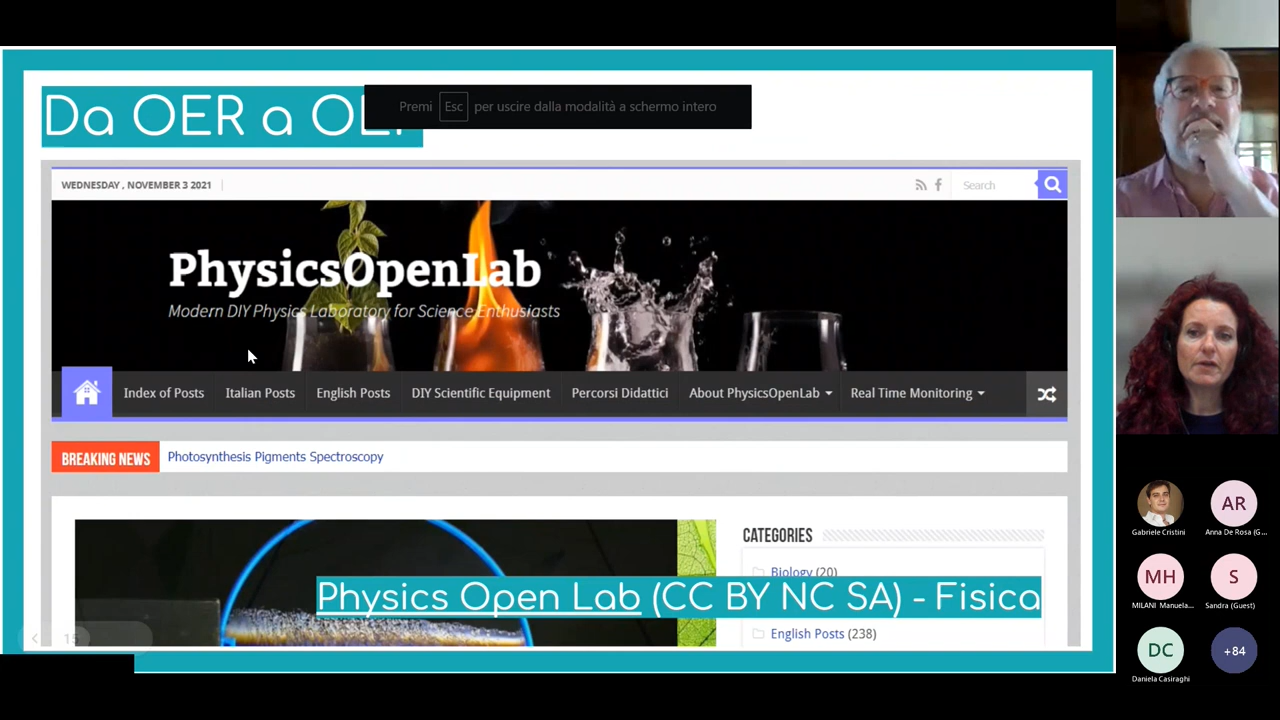 Da OER a OE
Premi Esc per uscire dalla modalità a schermo intero
WEDNESDAY , NOVEMBER 3 2021
Search
PhysicsOpenLab
Modern DIY Physics Laboratory for Science Enthusiasts
Index of Posts
Italian Posts
English Posts
DIY Scientific Equipment
Percorsi Didattici
About PhysicsOpenLab
Real Time Monitoring
BREAKING NEWS
Photosynthesis Pigments Spectroscopy
CATEGORIES
Biology (20)
Physics Open Lab (CC BY NC SA) - Fisica
English Posts (238)
15
Gabriele Cristini
AR
Anna De Rosa (G...
MH
MILANI Manuela...
S
Sandra (Guest)
DC
Daniela Casiraghi
+84